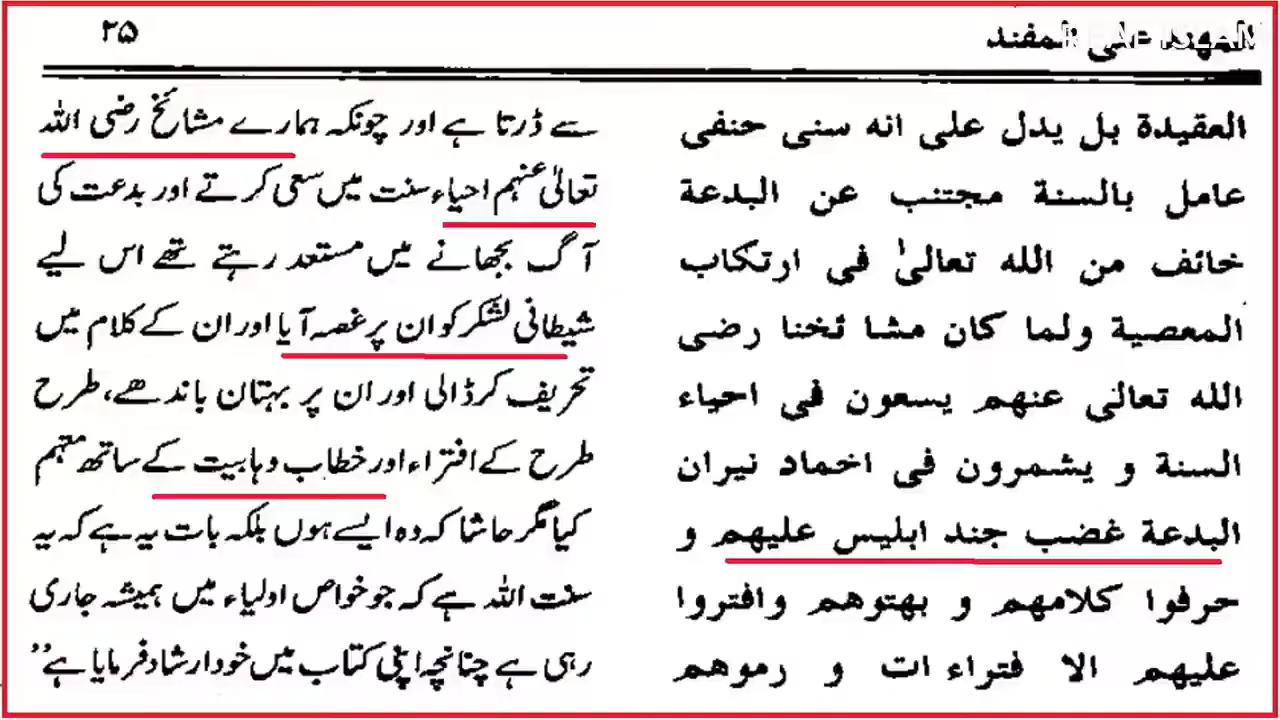 المهند علی المفند
REAL ISLAM
۲۵
العقيدة بل يدل على انه سنى حنفى
عامل بالسنة مجتنب عن البدعة
خائف من الله تعالىٰ فى ارتكاب
المعصية ولما كان مشا ئخنا رضى
الله تعالى عنهم يسعون فى احياء
السنة و يشمرون فى اخماد نيران
البدعة غضب جند ابليس عليهم و
حرفوا كلامهم و بهتوهم وافتروا
عليهم الا فتراء ات و رموهم
سے ڈرتا ہے اور چونکہ ہمارے مشائخ رضی اللہ
تعالیٰ عنہم احیاء سنت میں سعی کرتے اور بدعت کی
آگ بجھانے میں مستعد رہتے تھے اس لیے
شیطانی لشکر کو ان پر غصہ آیا اور ان کے کلام میں
تحریف کر ڈالی اور ان پر بہتان باندھے، طرح
طرح کے افتراء اور خطاب وہابیت کے ساتھ متہم
کیا مگر حاشا کہ وہ ایسے ہوں بلکہ بات یہ ہے کہ یہ
سنت اللہ ہے کہ جو خواص اولیاء میں ہمیشہ جاری
رہی ہے چنانچہ اپنی کتاب میں خود ارشاد فرمایا ہے”